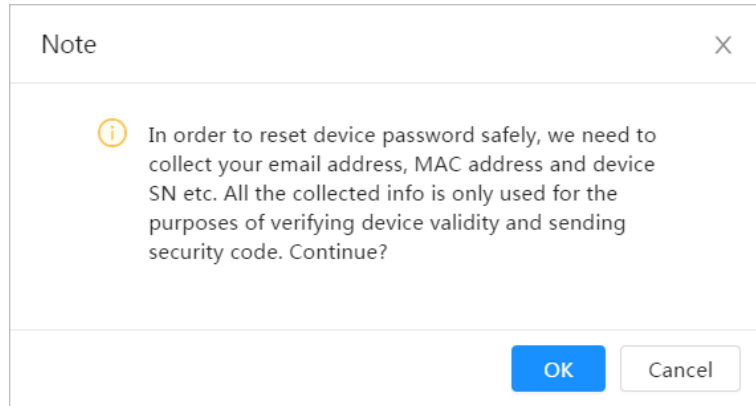 Note
In order to reset device password safely, we need to
collect your email address, MAC address and device
SN etc. All the collected info is only used for the
purposes of verifying device validity and sending
security code. Continue?
OK
Cancel